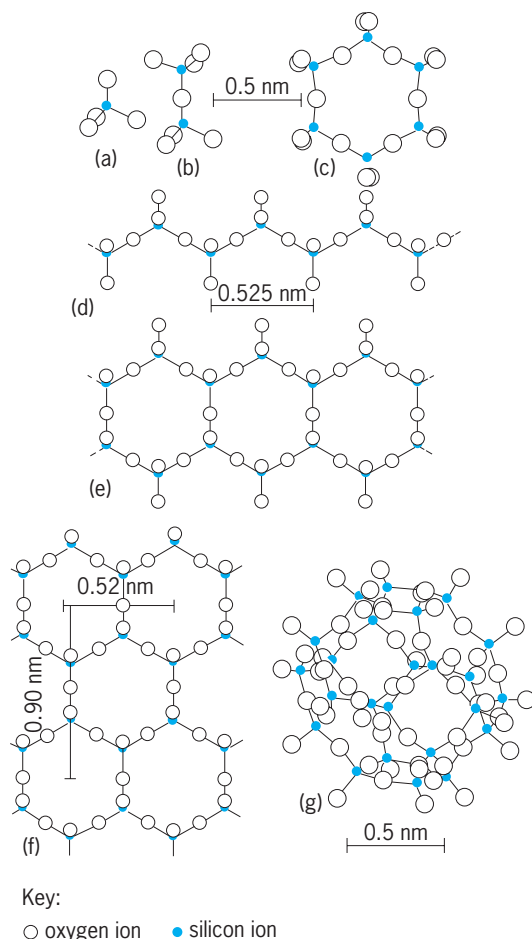 0.5 nm
(a)
(b)
(c)
(d)
0.525 nm
(e)
0.52 nm
0.90 nm
(f)
(g)
0.5 nm
Key:
oxygen ion
silicon ion